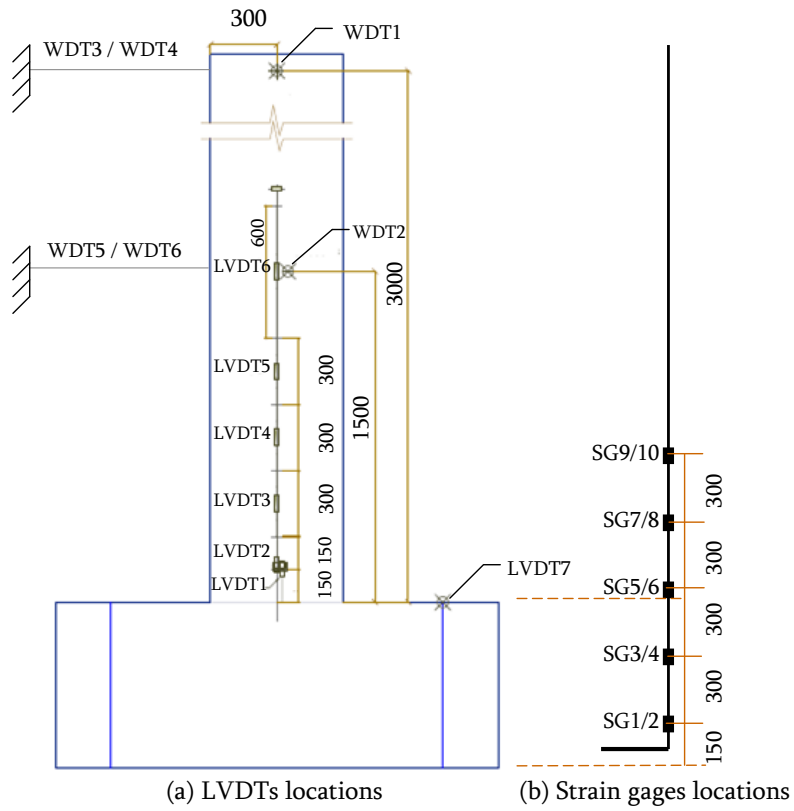 300
WDT1
WDT3 / WDT4
600
WDT2
WDT5 / WDT6
LVDT6
3000
LVDT5
300
1500
LVDT4
300
LVDT3
300
LVDT2
150
LVDT1
150
LVDT7
SG9/10
300
SG7/8
300
SG5/6
300
SG3/4
300
SG1/2
150
(a) LVDTs locations
(b) Strain gages locations